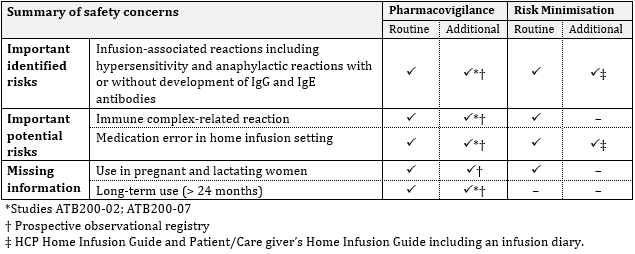 Summary of safety concerns Pharmacovigilance Risk Minimisation
Routine Additional Routine Additional
Important identified risks Infusion-associated reactions including hypersensitivity and anaphylactic reactions with or without development of IgG and IgE antibodies ✓ ✓*† ✓ ✓‡
Important potential risks Immune complex-related reaction ✓ ✓*† ✓ –
Medication error in home infusion setting ✓ ✓*† ✓ ✓‡
Missing information Use in pregnant and lactating women ✓ ✓† ✓ –
Long-term use (> 24 months) ✓ ✓*† – –
*Studies ATB200-02; ATB200-07
† Prospective observational registry
‡ HCP Home Infusion Guide and Patient/Care giver's Home Infusion Guide including an infusion diary.